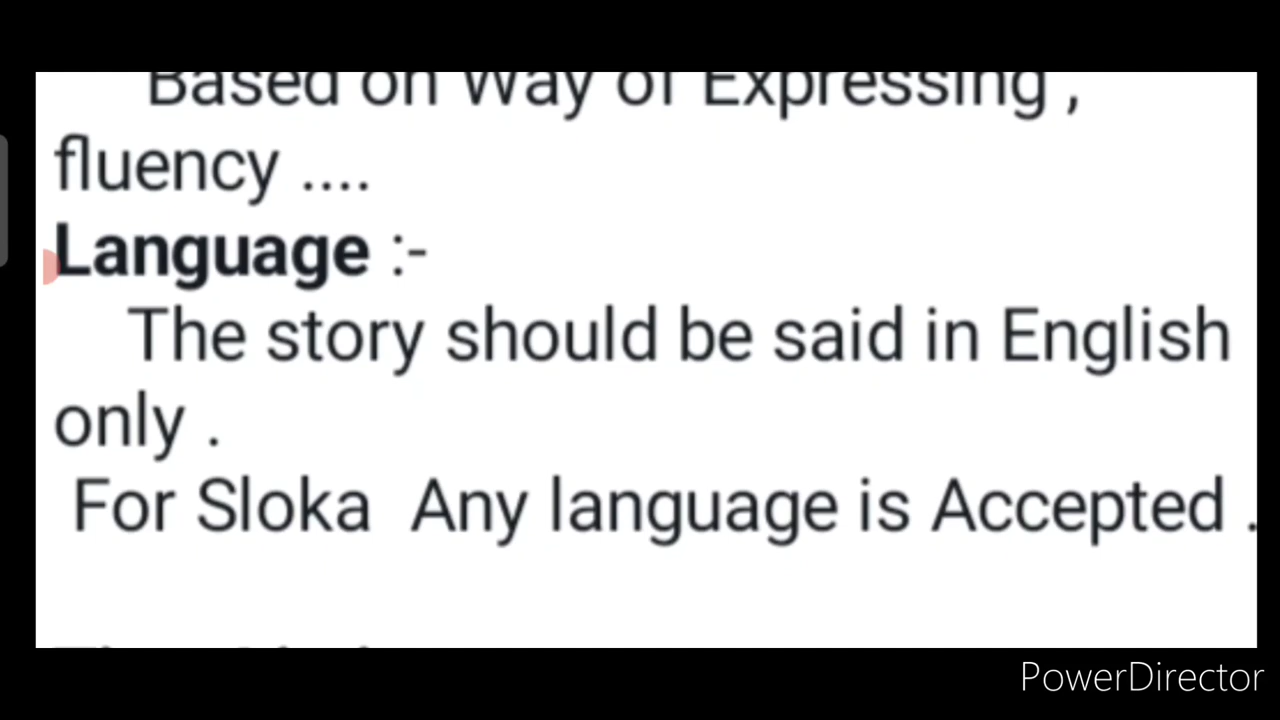 Based on Way of Expressing ,
fluency ....
Language :-
The story should be said in English
only .
For Sloka Any language is Accepted .
PowerDirector